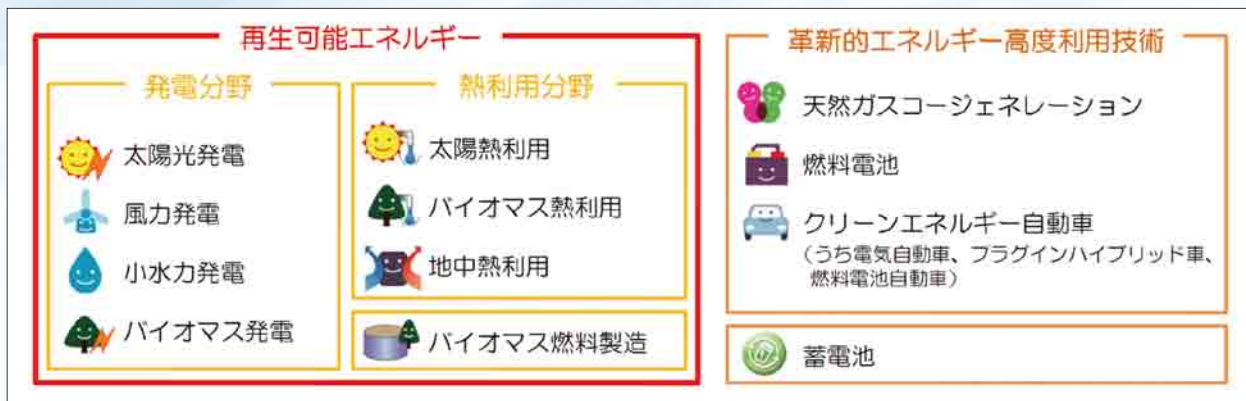 再生可能エネルギー
発電分野
太陽光発電
風力発電
小水力発電
バイオマス発電
熱利用分野
太陽熱利用
バイオマス熱利用
地中熱利用
バイオマス燃料製造
革新的エネルギー高度利用技術
天然ガスコージェネレーション
燃料電池
クリーンエネルギー自動車
（うち電気自動車、プラグインハイブリッド車、
燃料電池自動車）
蓄電池